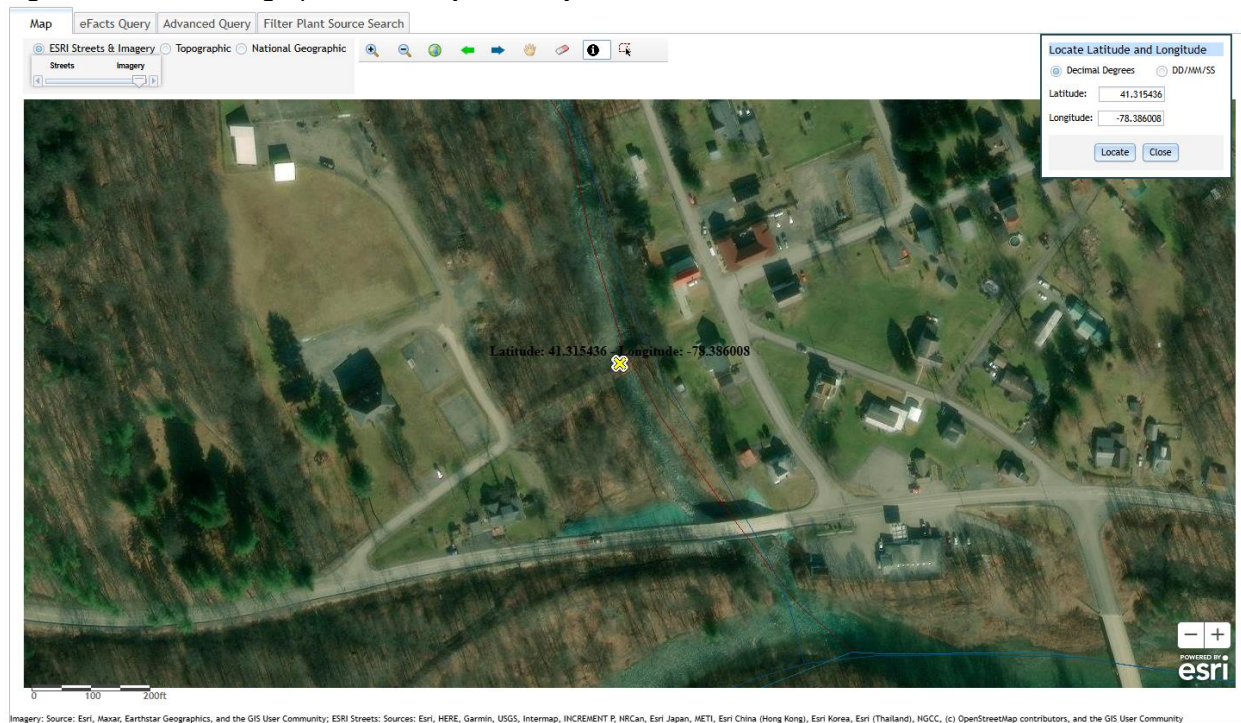 Map eFacts Query Advanced Query Filter Plant Source Search
ESRI Streets & Imagery Topographic National Geographic
Streets Imagery
Locate Latitude and Longitude
Decimal Degrees DD/MM/SS
Latitude: 41.315436
Longitude: -78.386008
Locate Close
Latitude: 41.315436 - Longitude: -78.386008
POWERED BY
esri
0 100 200ft
Imagery: Source: Esri, Maxar, Earthstar Geographics, and the GIS User Community; ESRI Streets: Sources: Esri, HERE, Garmin, USGS, Intermap, INCREMENT P, NRCan, Esri Japan, METI, Esri China (Hong Kong), Esri Korea, Esri (Thailand), NGCC, (c) OpenStreetMap contributors, and the GIS User Community